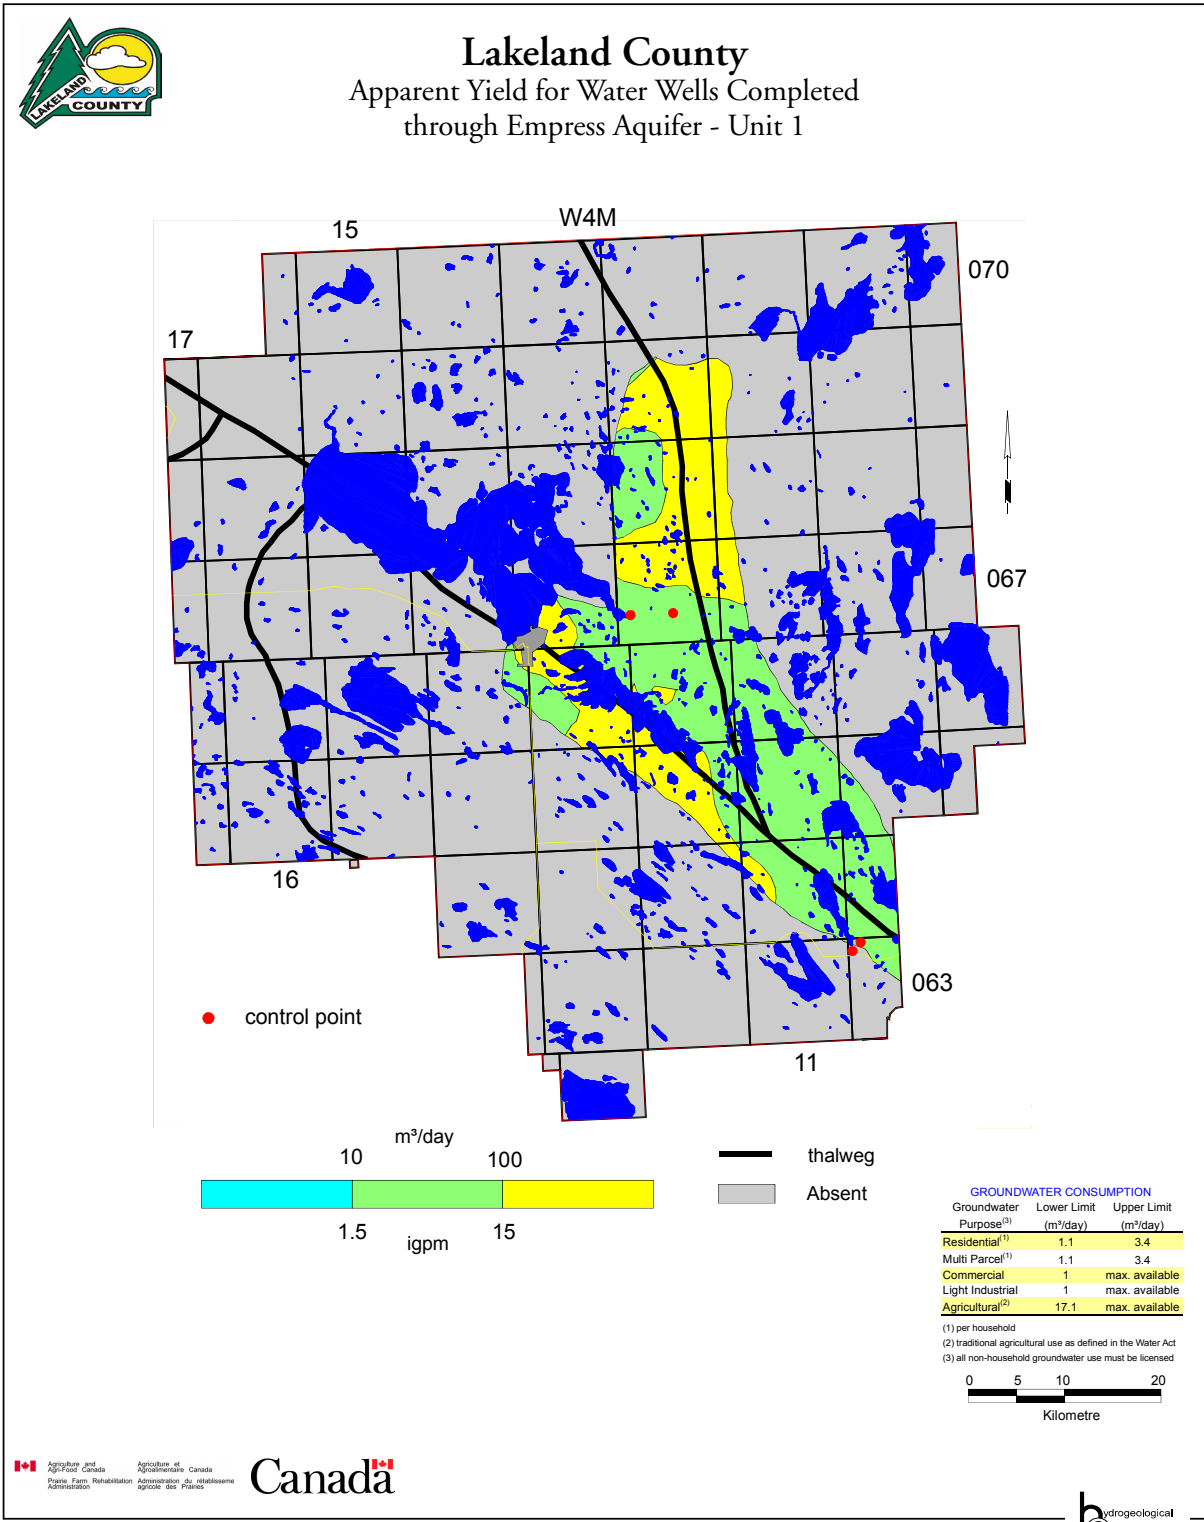 LAKELAND
COUNTY
Lakeland County
Apparent Yield for Water Wells Completed
through Empress Aquifer - Unit 1
15
W4M
070
17
067
16
063
11
control point
m³/day
10
100
1.5
igpm
15
thalweg
Absent
GROUNDWATER CONSUMPTION
Groundwater Lower Limit Upper Limit
Purpose(3) (m³/day) (m³/day)
Residential(1) 1.1 3.4
Multi Parcel(1) 1.1 3.4
Commercial 1 max. available
Light Industrial 1 max. available
Agricultural(2) 17.1 max. available
(1) per household
(2) traditional agricultural use as defined in the Water Act
(3) all non-household groundwater use must be licensed
0 5 10 20
Kilometre
Agriculture and Agriculture et
Agri-Food Canada Agroalimentaire Canada
Prairie Farm Rehabilitation Administration du rétablisseme
Administration agricole des Prairies
Canada
hydrogeological